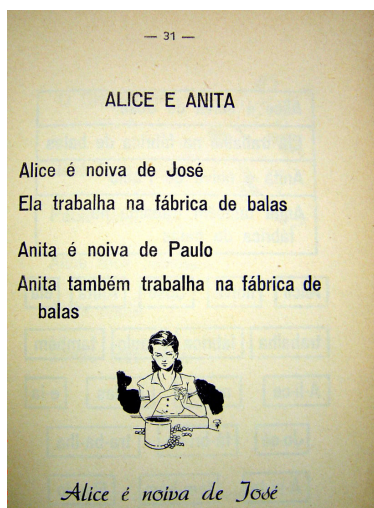 — 31 —
ALICE E ANITA
Alice é noiva de José
Ela trabalha na fábrica de balas
Anita é noiva de Paulo
Anita também trabalha na fábrica de
balas
Alice é noiva de José